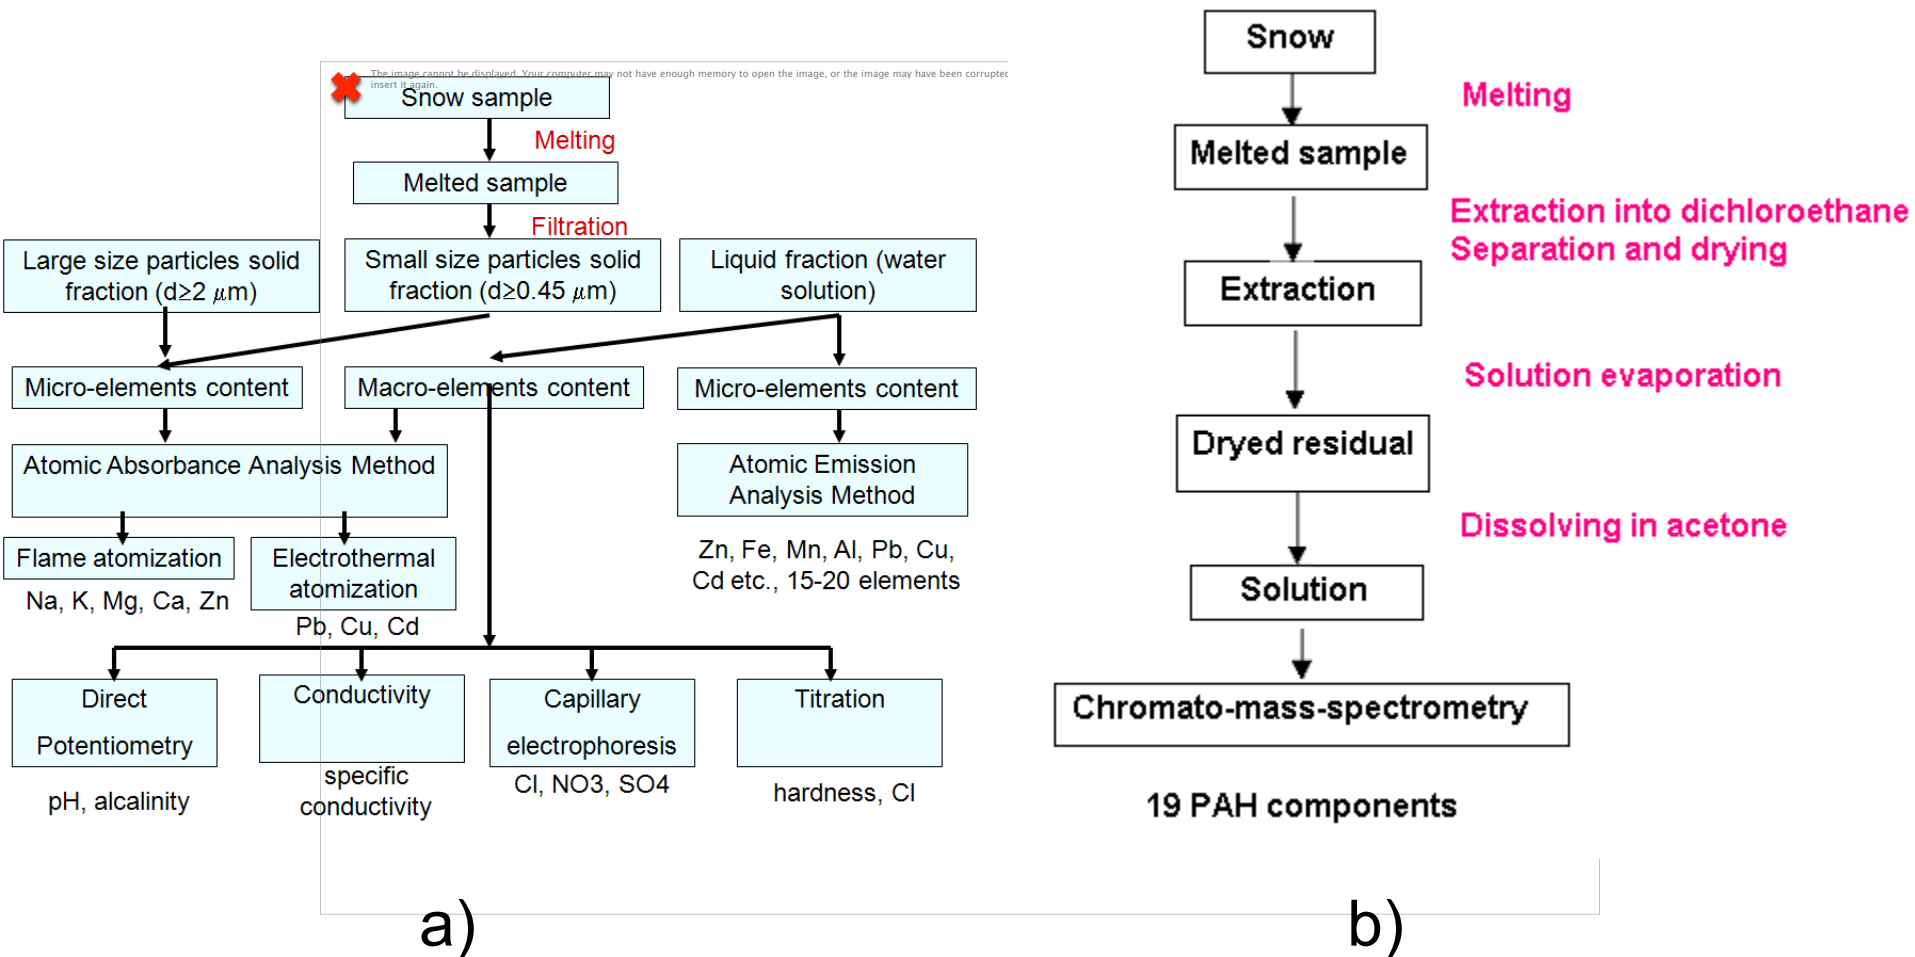 The image cannot be displayed. Your computer may not have enough memory to open the image, or the image may have been corrupted
insert it again.
Snow sample
Melting
Melted sample
Filtration
Large size particles solid
fraction (d≥2 μm)
Small size particles solid
fraction (d≥0.45 μm)
Liquid fraction (water
solution)
Micro-elements content
Macro-elements content
Micro-elements content
Atomic Absorbance Analysis Method
Atomic Emission
Analysis Method
Flame atomization
Na, K, Mg, Ca, Zn
Electrothermal
atomization
Pb, Cu, Cd
Zn, Fe, Mn, Al, Pb, Cu,
Cd etc., 15-20 elements
Direct
Potentiometry
pH, alcalinity
Conductivity
specific
conductivity
Capillary
electrophoresis
Cl, NO3, SO4
Titration
hardness, Cl
a)
Snow
Melting
Melted sample
Extraction into dichloroethane
Separation and drying
Extraction
Solution evaporation
Dryed residual
Dissolving in acetone
Solution
Chromato-mass-spectrometry
19 PAH components
b)